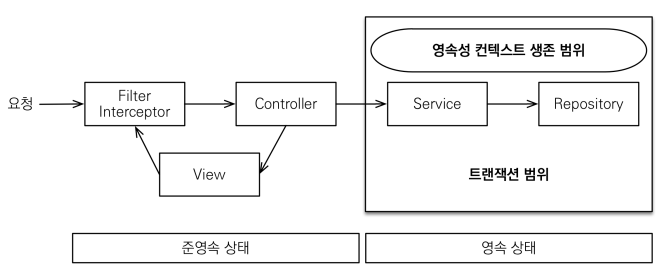 영속성 컨텍스트 생존 범위
요청
Filter
Interceptor
Controller
Service
Repository
View
트랜잭션 범위
준영속 상태
영속 상태